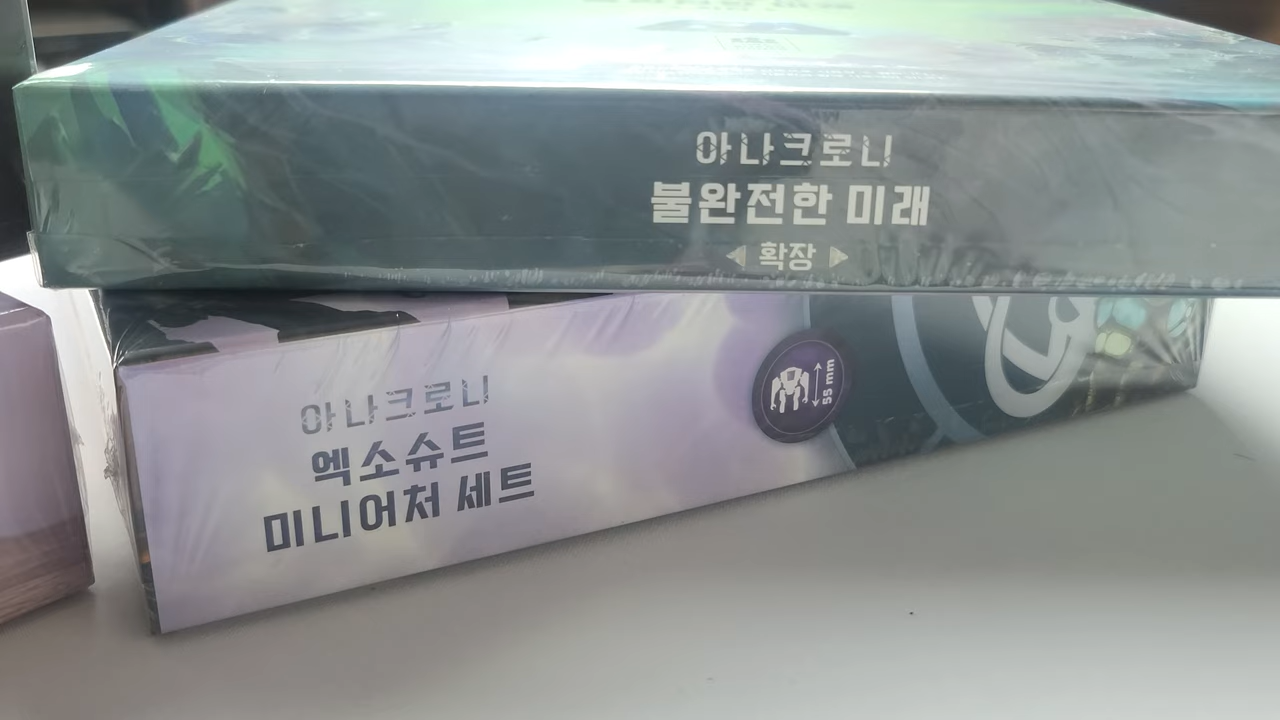 아나크로니
불완전한 미래
확장
아나크로니
엑소슈트
미니어처 세트
55 mm